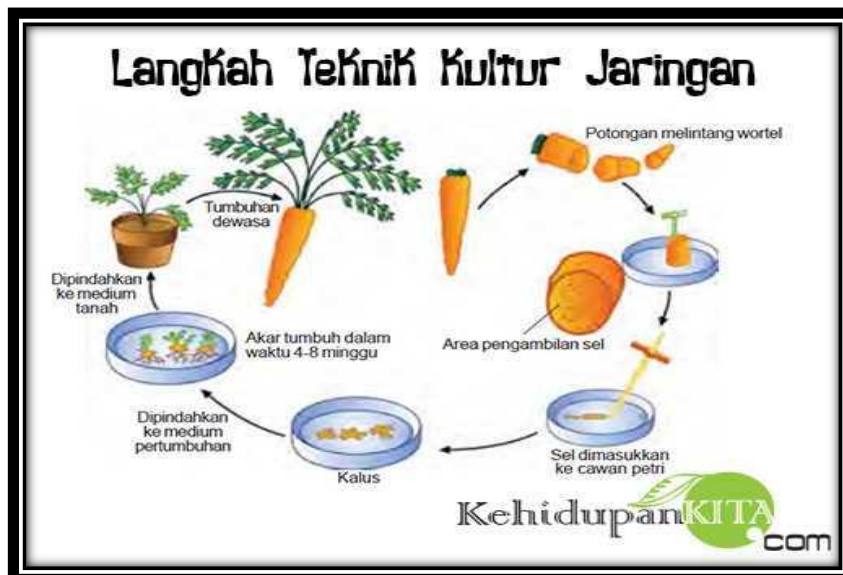 Langkah Teknik Kultur Jaringan
Potongan melintang wortel
Area pengambilan sel
Sel dimasukkan
ke cawan petri
Kalus
Dipindahkan
ke medium
pertumbuhan
Akar tumbuh dalam
waktu 4-8 minggu
Dipindahkan
ke medium
tanah
Tumbuhan
dewasa
KehidupanKITA
.com